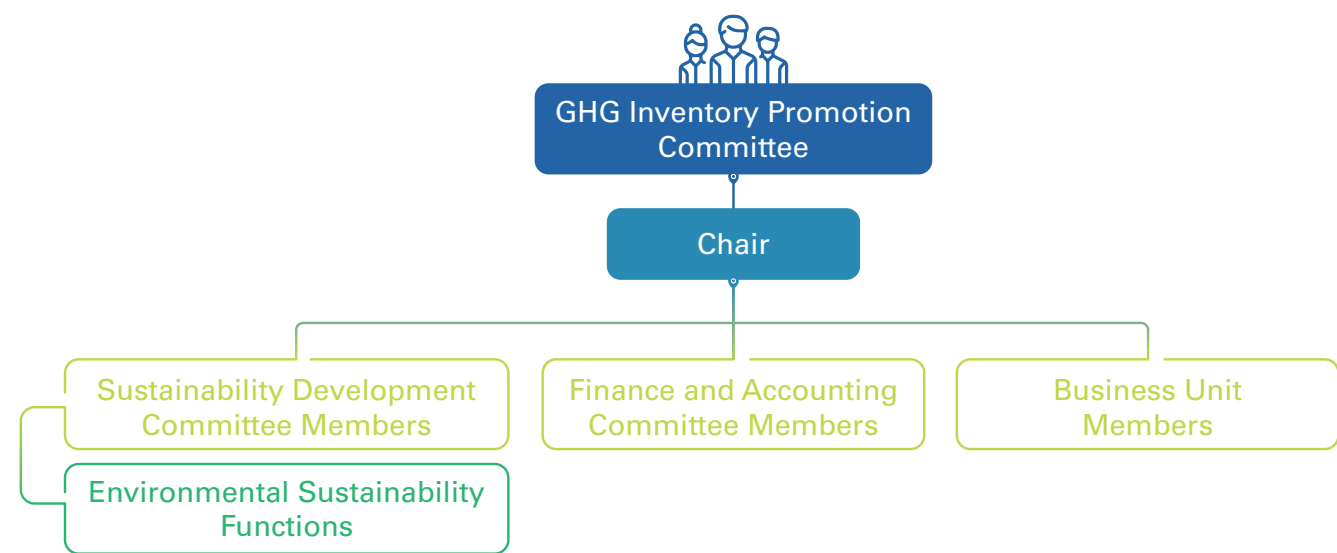 GHG Inventory Promotion
Committee
Chair
Sustainability Development
Committee Members
Finance and Accounting
Committee Members
Business Unit
Members
Environmental Sustainability
Functions